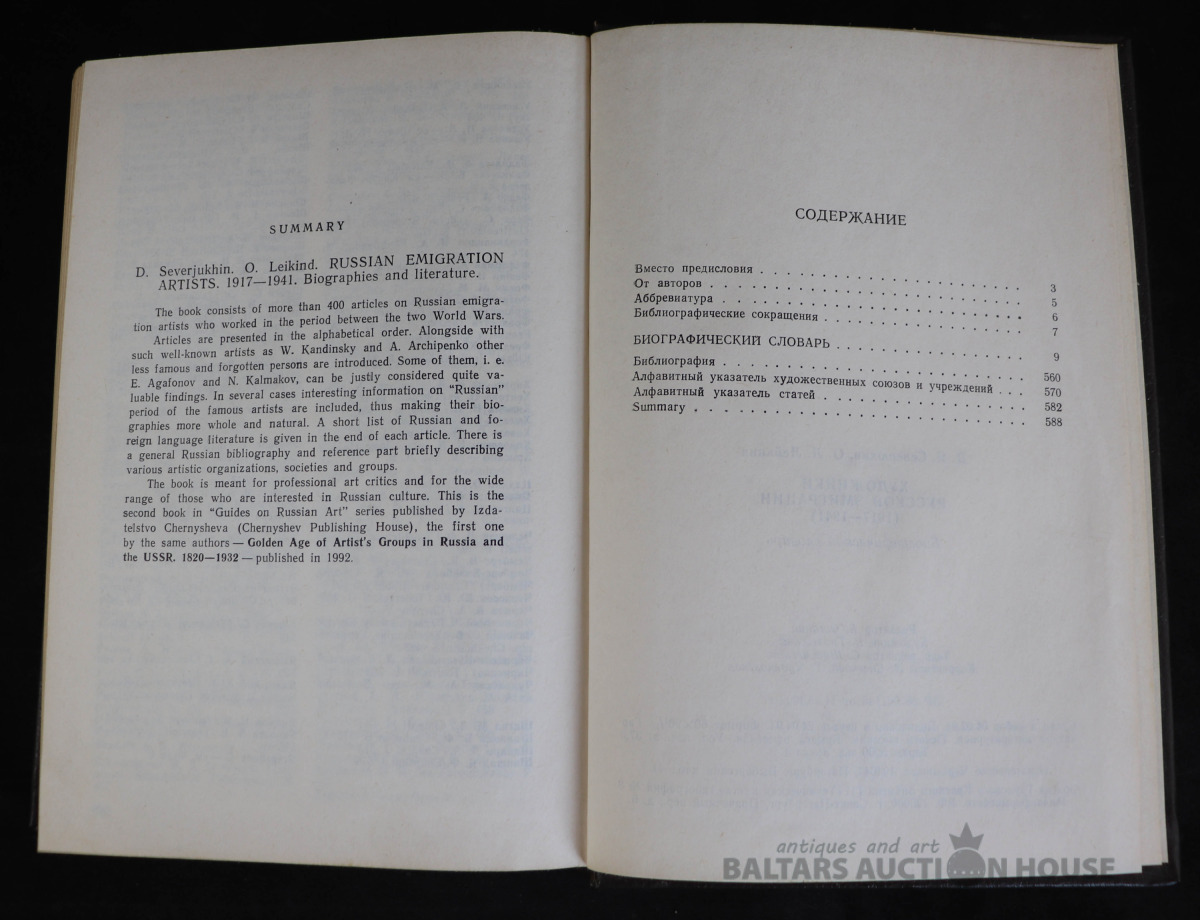 SUMMARY
D. Severjukhin. O. Leikind. RUSSIAN EMIGRATION
ARTISTS. 1917—1941. Biographies and literature.
The book consists of more than 400 articles on Russian emigra-
tion artists who worked in the period between the two World Wars.
Articles are presented in the alphabetical order. Alongside with
such well-known artists as W. Kandinsky and A. Archipenko other
less famous and forgotten persons are introduced. Some of them, i. e.
E. Agafonov and N. Kalmakov, can be justly considered quite va-
luable findings. In several cases interesting information on “Russian”
period of the famous artists are included, thus making their bio-
graphies more whole and natural. A short list of Russian and fo-
reign language literature is given in the end of each article. There is
a general Russian bibliography and reference part briefly describing
various artistic organizations, societies and groups.
The book is meant for professional art critics and for the wide
range of those who are interested in Russian culture. This is the
second book in “Guides on Russian Art” series published by Izda-
telstvo Chernysheva (Chernyshev Publishing House), the first one
by the same authors — Golden Age of Artist's Groups in Russia and
the USSR. 1820—1932 — published in 1992.
СОДЕРЖАНИЕ
Вместо предисловия . . . . . . . . . . . . . . . . . . . . 3
От авторов . . . . . . . . . . . . . . . . . . . . . . . . 5
Аббревиатура . . . . . . . . . . . . . . . . . . . . . . . 6
Библиографические сокращения . . . . . . . . . . . . . . . 7
БИОГРАФИЧЕСКИЙ СЛОВАРЬ . . . . . . . . . . . . . . 9
Библиография . . . . . . . . . . . . . . . . . . . . . . . 560
Алфавитный указатель художественных союзов и учреждений . . . 570
Алфавитный указатель статей . . . . . . . . . . . . . . . . 582
Summary . . . . . . . . . . . . . . . . . . . . . . . . . 588
antiques and art
BALTARS AUCTION HOUSE